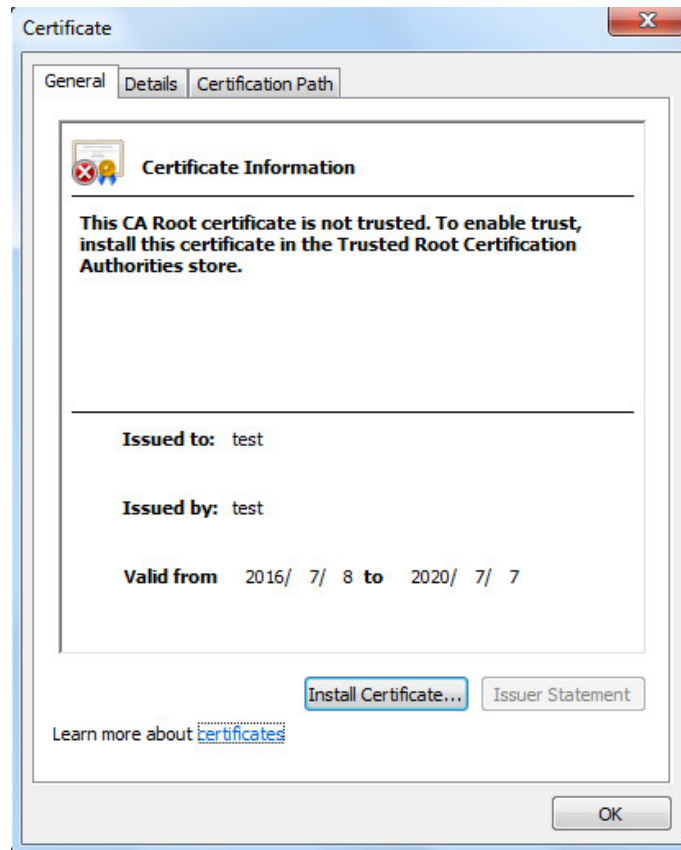 Certificate
General Details Certification Path
Certificate Information
This CA Root certificate is not trusted. To enable trust,
install this certificate in the Trusted Root Certification
Authorities store.
Issued to: test
Issued by: test
Valid from 2016/ 7/ 8 to 2020/ 7/ 7
Install Certificate... Issuer Statement
Learn more about certificates
OK